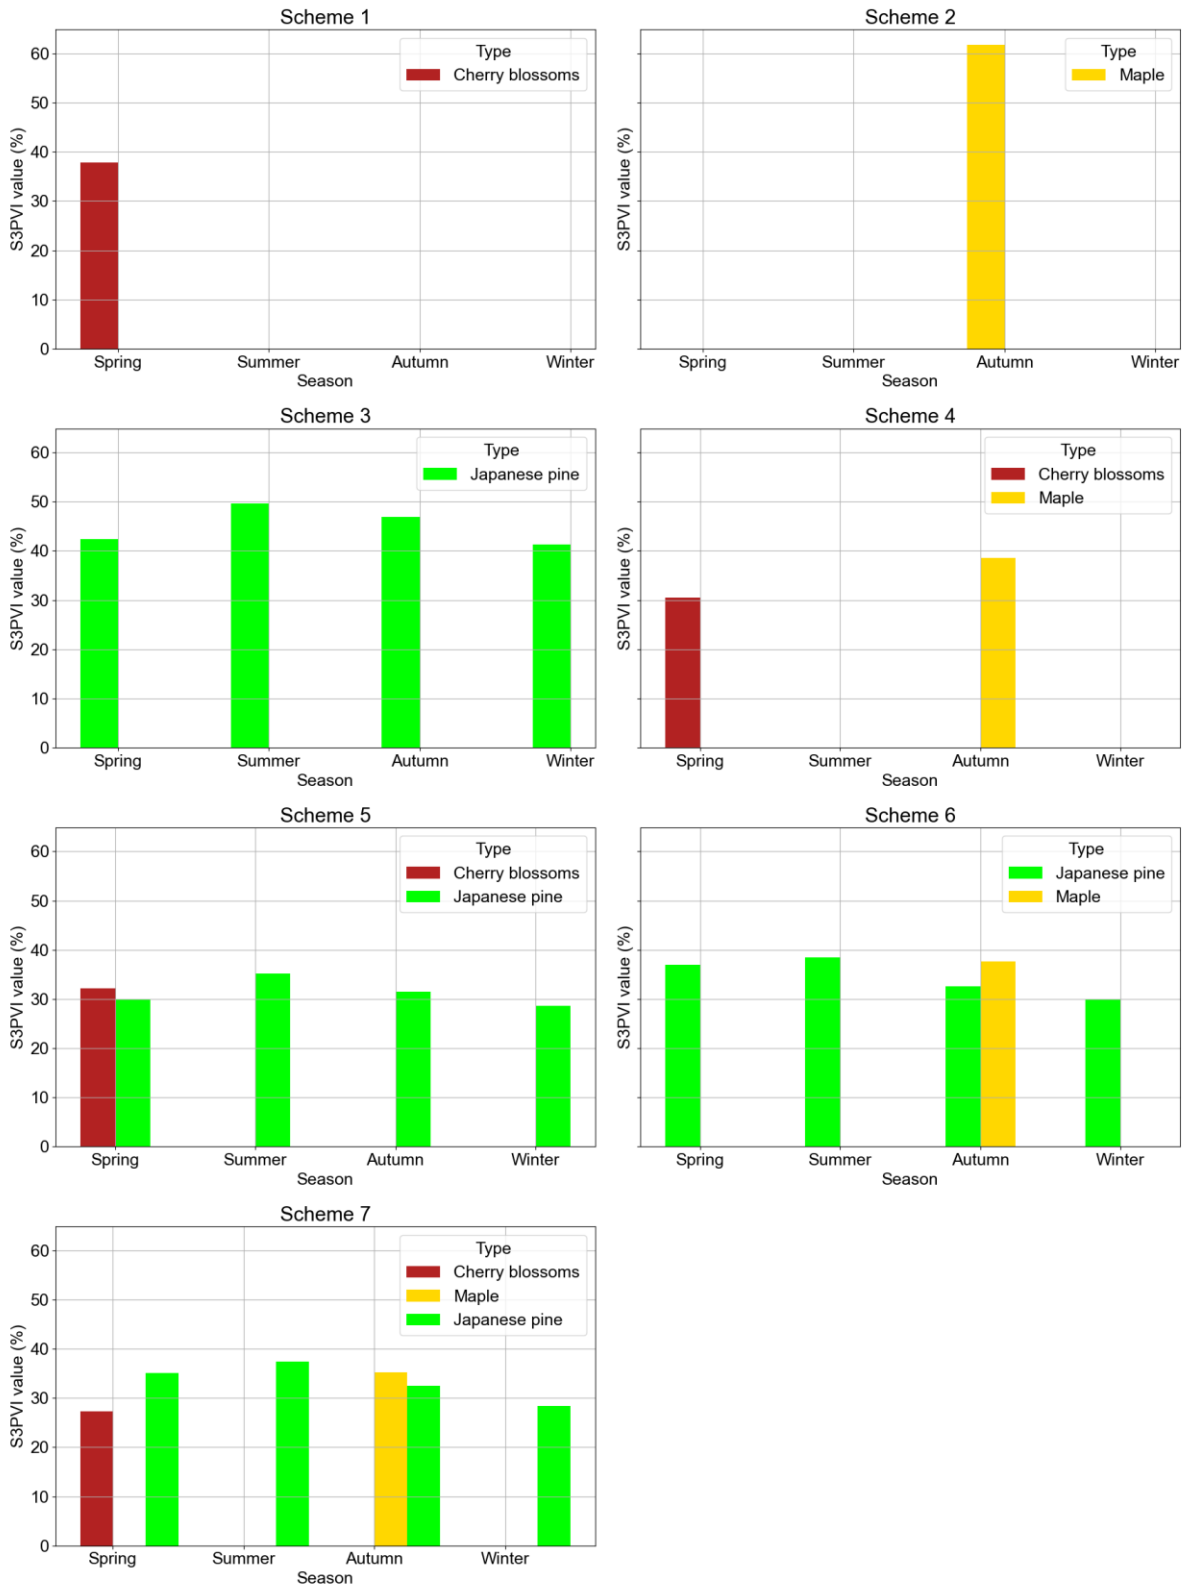 Scheme 1
Type
Cherry blossoms
S3PVI value (%)
60
50
40
30
20
10
0
Spring Summer Autumn Winter
Season
Scheme 2
Type
Maple
S3PVI value (%)
Spring Summer Autumn Winter
Season
Scheme 3
Type
Japanese pine
S3PVI value (%)
60
50
40
30
20
10
0
Spring Summer Autumn Winter
Season
Scheme 4
Type
Cherry blossoms
Maple
S3PVI value (%)
Spring Summer Autumn Winter
Season
Scheme 5
Type
Cherry blossoms
Japanese pine
S3PVI value (%)
60
50
40
30
20
10
0
Spring Summer Autumn Winter
Season
Scheme 6
Type
Japanese pine
Maple
S3PVI value (%)
Spring Summer Autumn Winter
Season
Scheme 7
Type
Cherry blossoms
Maple
Japanese pine
S3PVI value (%)
60
50
40
30
20
10
0
Spring Summer Autumn Winter
Season